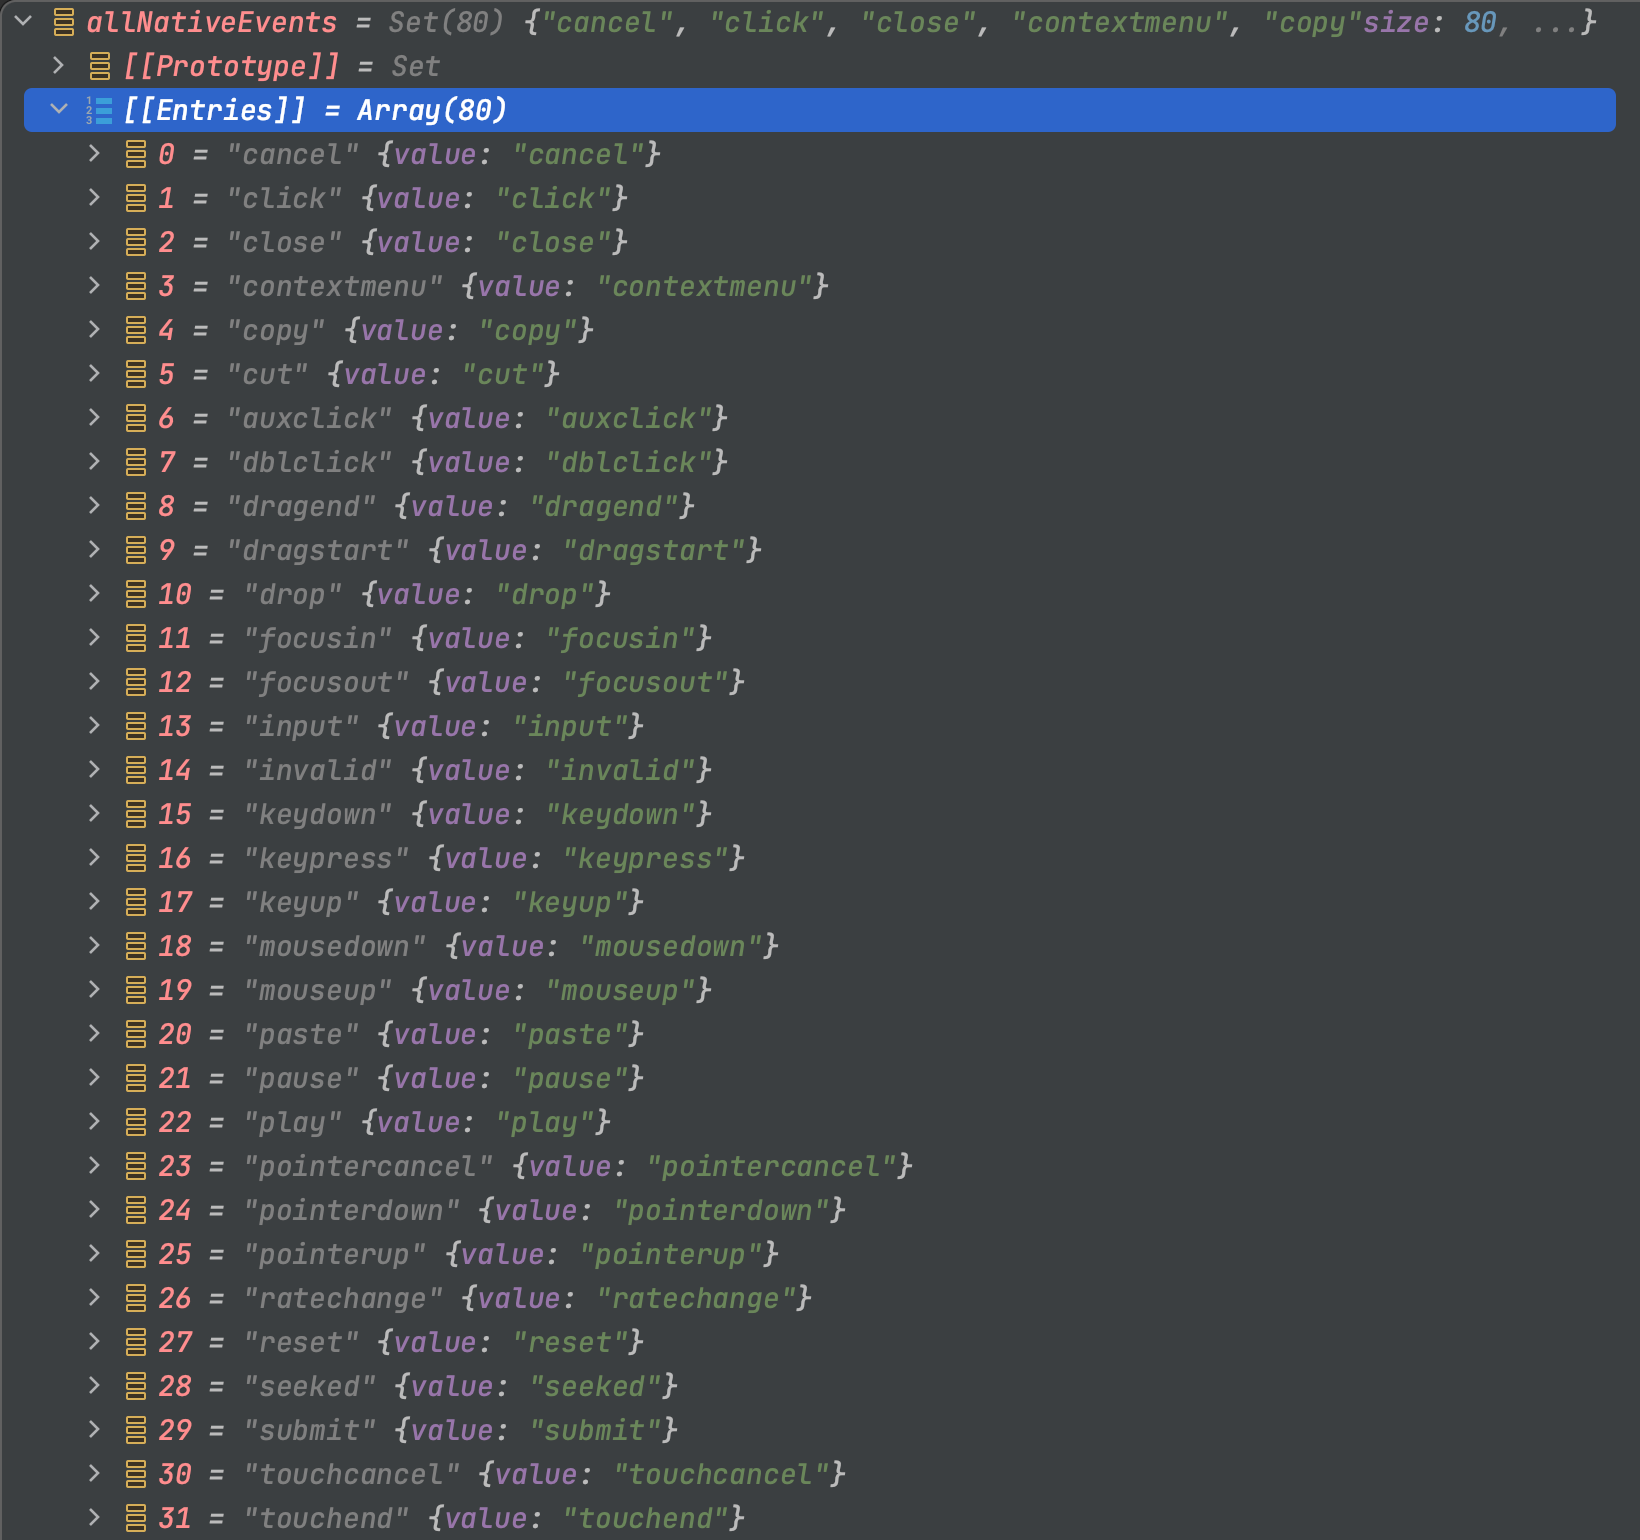 allNativeEvents = Set(80) {"cancel", "click", "close", "contextmenu", "copy"size: 80, ...}
[[Prototype]] = Set
[[Entries]] = Array(80)
0 = "cancel" {value: "cancel"}
1 = "click" {value: "click"}
2 = "close" {value: "close"}
3 = "contextmenu" {value: "contextmenu"}
4 = "copy" {value: "copy"}
5 = "cut" {value: "cut"}
6 = "auxclick" {value: "auxclick"}
7 = "dblclick" {value: "dblclick"}
8 = "dragend" {value: "dragend"}
9 = "dragstart" {value: "dragstart"}
10 = "drop" {value: "drop"}
11 = "focusin" {value: "focusin"}
12 = "focusout" {value: "focusout"}
13 = "input" {value: "input"}
14 = "invalid" {value: "invalid"}
15 = "keydown" {value: "keydown"}
16 = "keypress" {value: "keypress"}
17 = "keyup" {value: "keyup"}
18 = "mousedown" {value: "mousedown"}
19 = "mouseup" {value: "mouseup"}
20 = "paste" {value: "paste"}
21 = "pause" {value: "pause"}
22 = "play" {value: "play"}
23 = "pointercancel" {value: "pointercancel"}
24 = "pointerdown" {value: "pointerdown"}
25 = "pointerup" {value: "pointerup"}
26 = "ratechange" {value: "ratechange"}
27 = "reset" {value: "reset"}
28 = "seeked" {value: "seeked"}
29 = "submit" {value: "submit"}
30 = "touchcancel" {value: "touchcancel"}
31 = "touchend" {value: "touchend"}